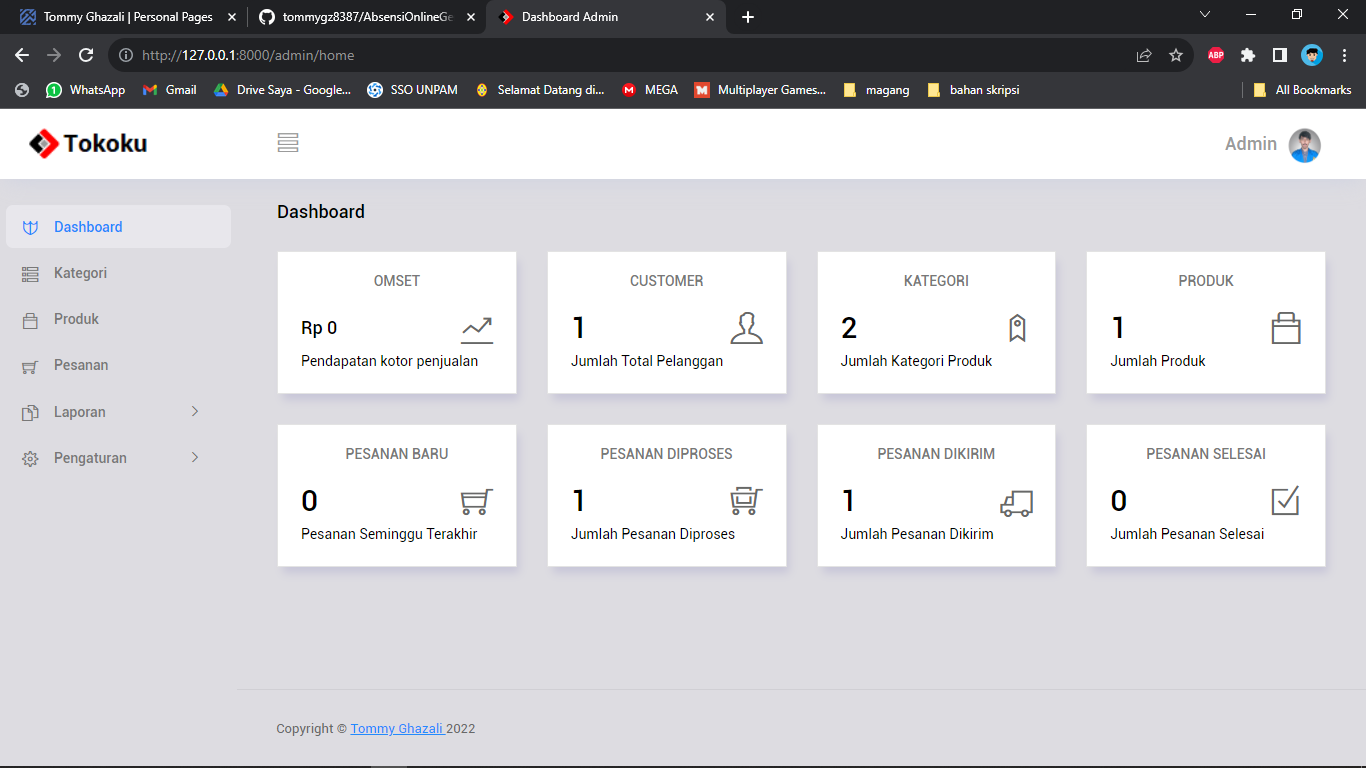 Tommy Ghazali | Personal Pages
tommygz8387/AbsensiOnlineGe
Dashboard Admin
http://127.0.0.1:8000/admin/home
ABP
WhatsApp
Gmail
Drive Saya - Google...
SSO UNPAM
Selamat Datang di...
M
MEGA
M
Multiplayer Games...
magang
bahan skripsi
All Bookmarks
Tokoku
Admin
Dashboard
Kategori
Produk
Pesanan
Laporan
Pengaturan
Dashboard
OMSET
Rp 0
Pendapatan kotor penjualan
CUSTOMER
1
Jumlah Total Pelanggan
KATEGORI
2
Jumlah Kategori Produk
PRODUK
1
Jumlah Produk
PESANAN BARU
0
Pesanan Seminggu Terakhir
PESANAN DIPROSES
1
Jumlah Pesanan Diproses
PESANAN DIKIRIM
1
Jumlah Pesanan Dikirim
PESANAN SELESAI
0
Jumlah Pesanan Selesai
Copyright © Tommy Ghazali 2022